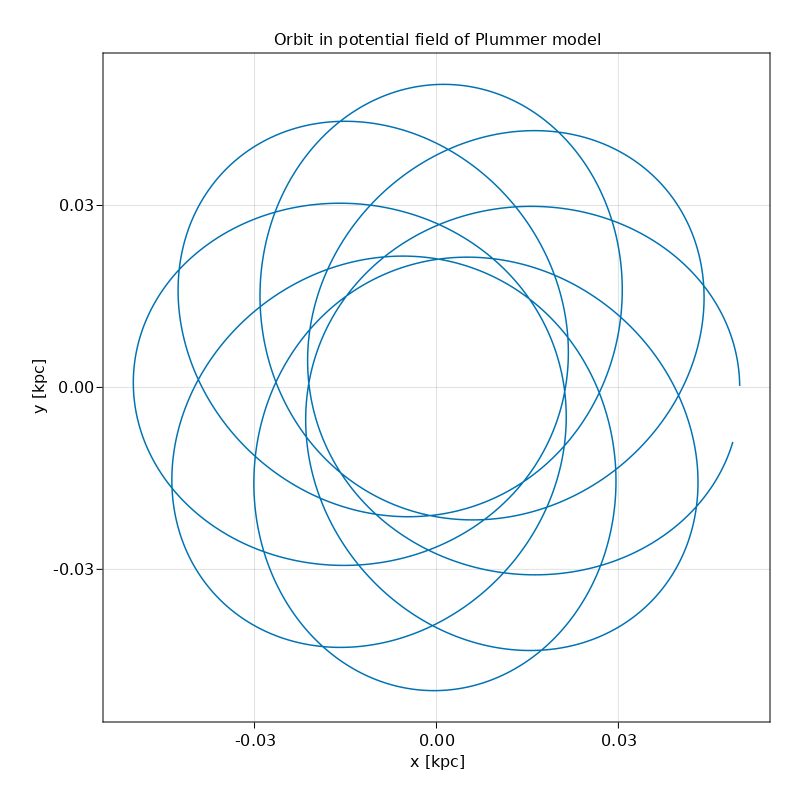 Orbit in potential field of Plummer model
y [kpc]
0.03
0.00
-0.03
-0.03 0.00 0.03
x [kpc]